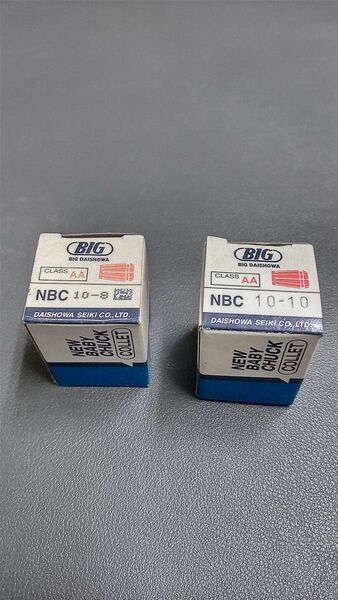 BIG
BIG DAISHOWA
CLASS AA
NBC 10-8
DAISHOWA SEIKI CO.,LTD.
NEW
BABY
CHUCK
COLLET
BIG
BIG DAISHOWA
CLASS AA
NBC 10-10
DAISHOWA SEIKI CO.,LTD.
NEW
BABY
CHUCK
COLLET